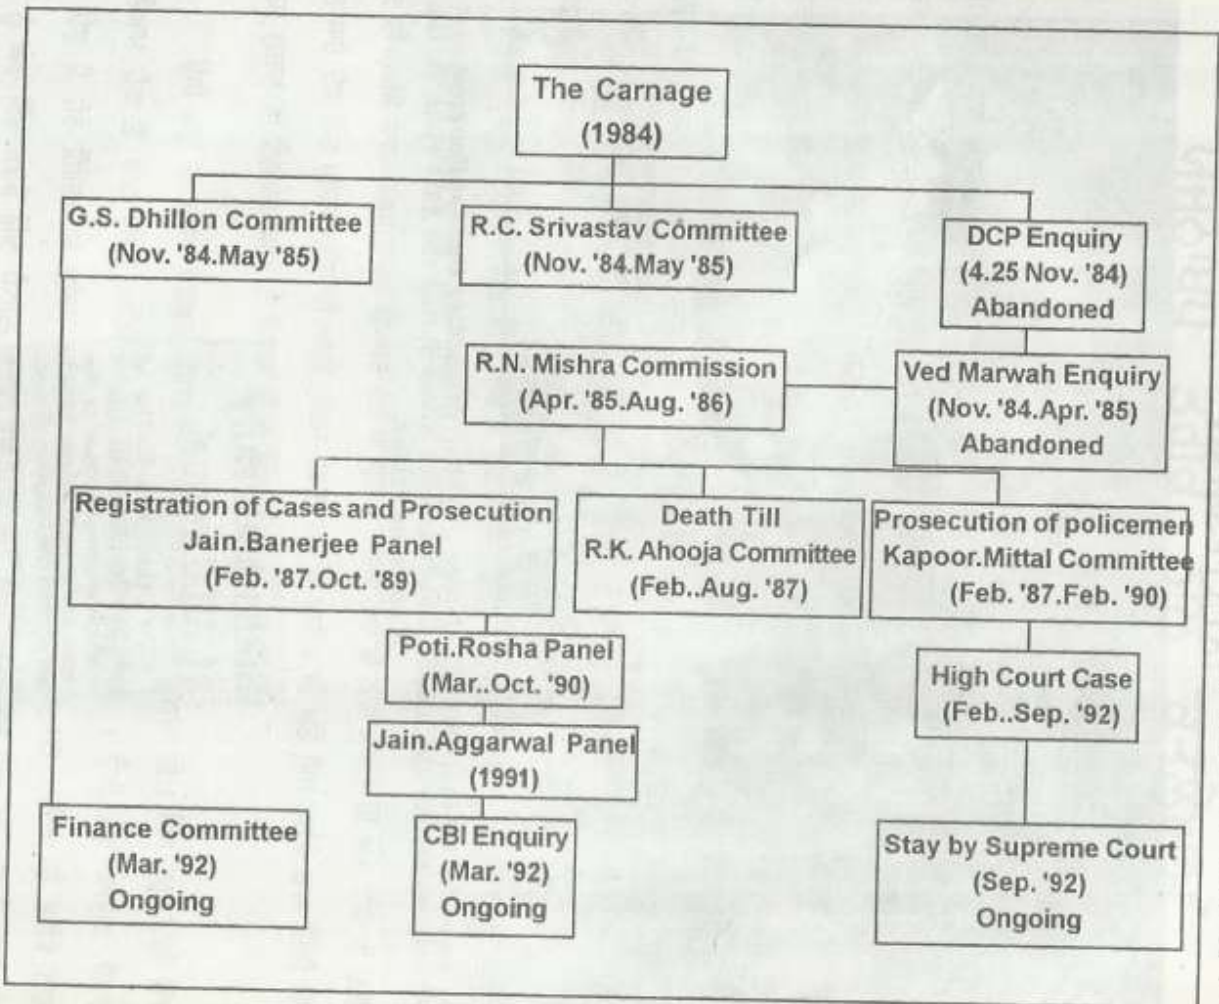 The Carnage
(1984)
G.S. Dhillon Committee
(Nov. '84.May '85)
R.C. Srivastav Committee
(Nov. '84.May '85)
DCP Enquiry
(4.25 Nov. '84)
Abandoned
R.N. Mishra Commission
(Apr. '85.Aug. '86)
Ved Marwah Enquiry
(Nov. '84.Apr. '85)
Abandoned
Registration of Cases and Prosecution
Jain.Banerjee Panel
(Feb. '87.Oct. '89)
Death Till
R.K. Ahooja Committee
(Feb..Aug. '87)
Prosecution of policemen
Kapoor.Mittal Committee
(Feb. '87.Feb. '90)
Poti.Rosha Panel
(Mar..Oct. '90)
High Court Case
(Feb..Sep. '92)
Jain.Aggarwal Panel
(1991)
Finance Committee
(Mar. '92)
Ongoing
CBI Enquiry
(Mar. '92)
Ongoing
Stay by Supreme Court
(Sep. '92)
Ongoing